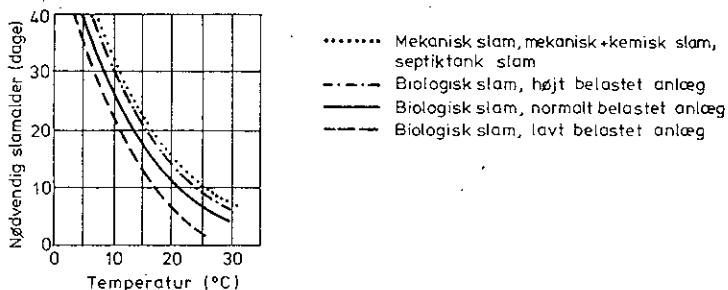 Nødvendig slamalder (dage)
40
30
20
10
0
0 10 20 30
Temperatur (°C)
Mekanisk slam, mekanisk+kemisk slam,
septiktank slam
Biologisk slam, højt belastet anlæg
Biologisk slam, normalt belastet anlæg
Biologisk slam, lavt belastet anlæg